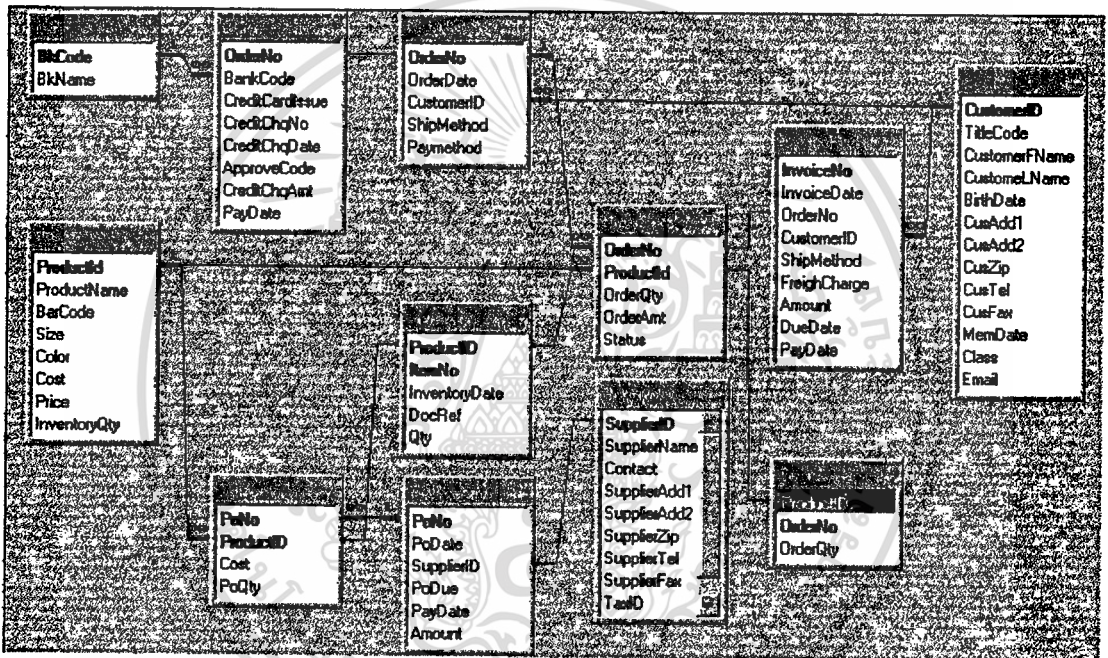 BkCode
BkName
OrderNo
BankCode
CreditCardIssue
CreditChqNo
CreditChqDate
ApproveCode
CreditChqAmt
PayDate
OrderNo
OrderDate
CustomerID
ShipMethod
Paymethod
CustomerID
TitleCode
CustomerFName
CustomeLName
BirthDate
CusAdd1
CusAdd2
CusZip
CusTel
CusFax
MemDate
Class
Email
InvoiceNo
InvoiceDate
OrderNo
CustomerID
ShipMethod
FreighCharge
Amount
DueDate
PayDate
ProductId
ProductName
BarCode
Size
Color
Cost
Price
InventoryQty
OrderNo
ProductId
OrderQty
OrderAmt
Status
ProductID
ItemNo
InventoryDate
DocRef
Qty
SupplierID
SupplierName
Contact
SupplierAdd1
SupplierAdd2
SupplierZip
SupplierTel
SupplierFax
TaxID
PoNo
ProductID
Cost
PoQty
PoNo
PoDate
SupplierID
PoDue
PayDate
Amount
ProductID
OrderNo
OrderQty